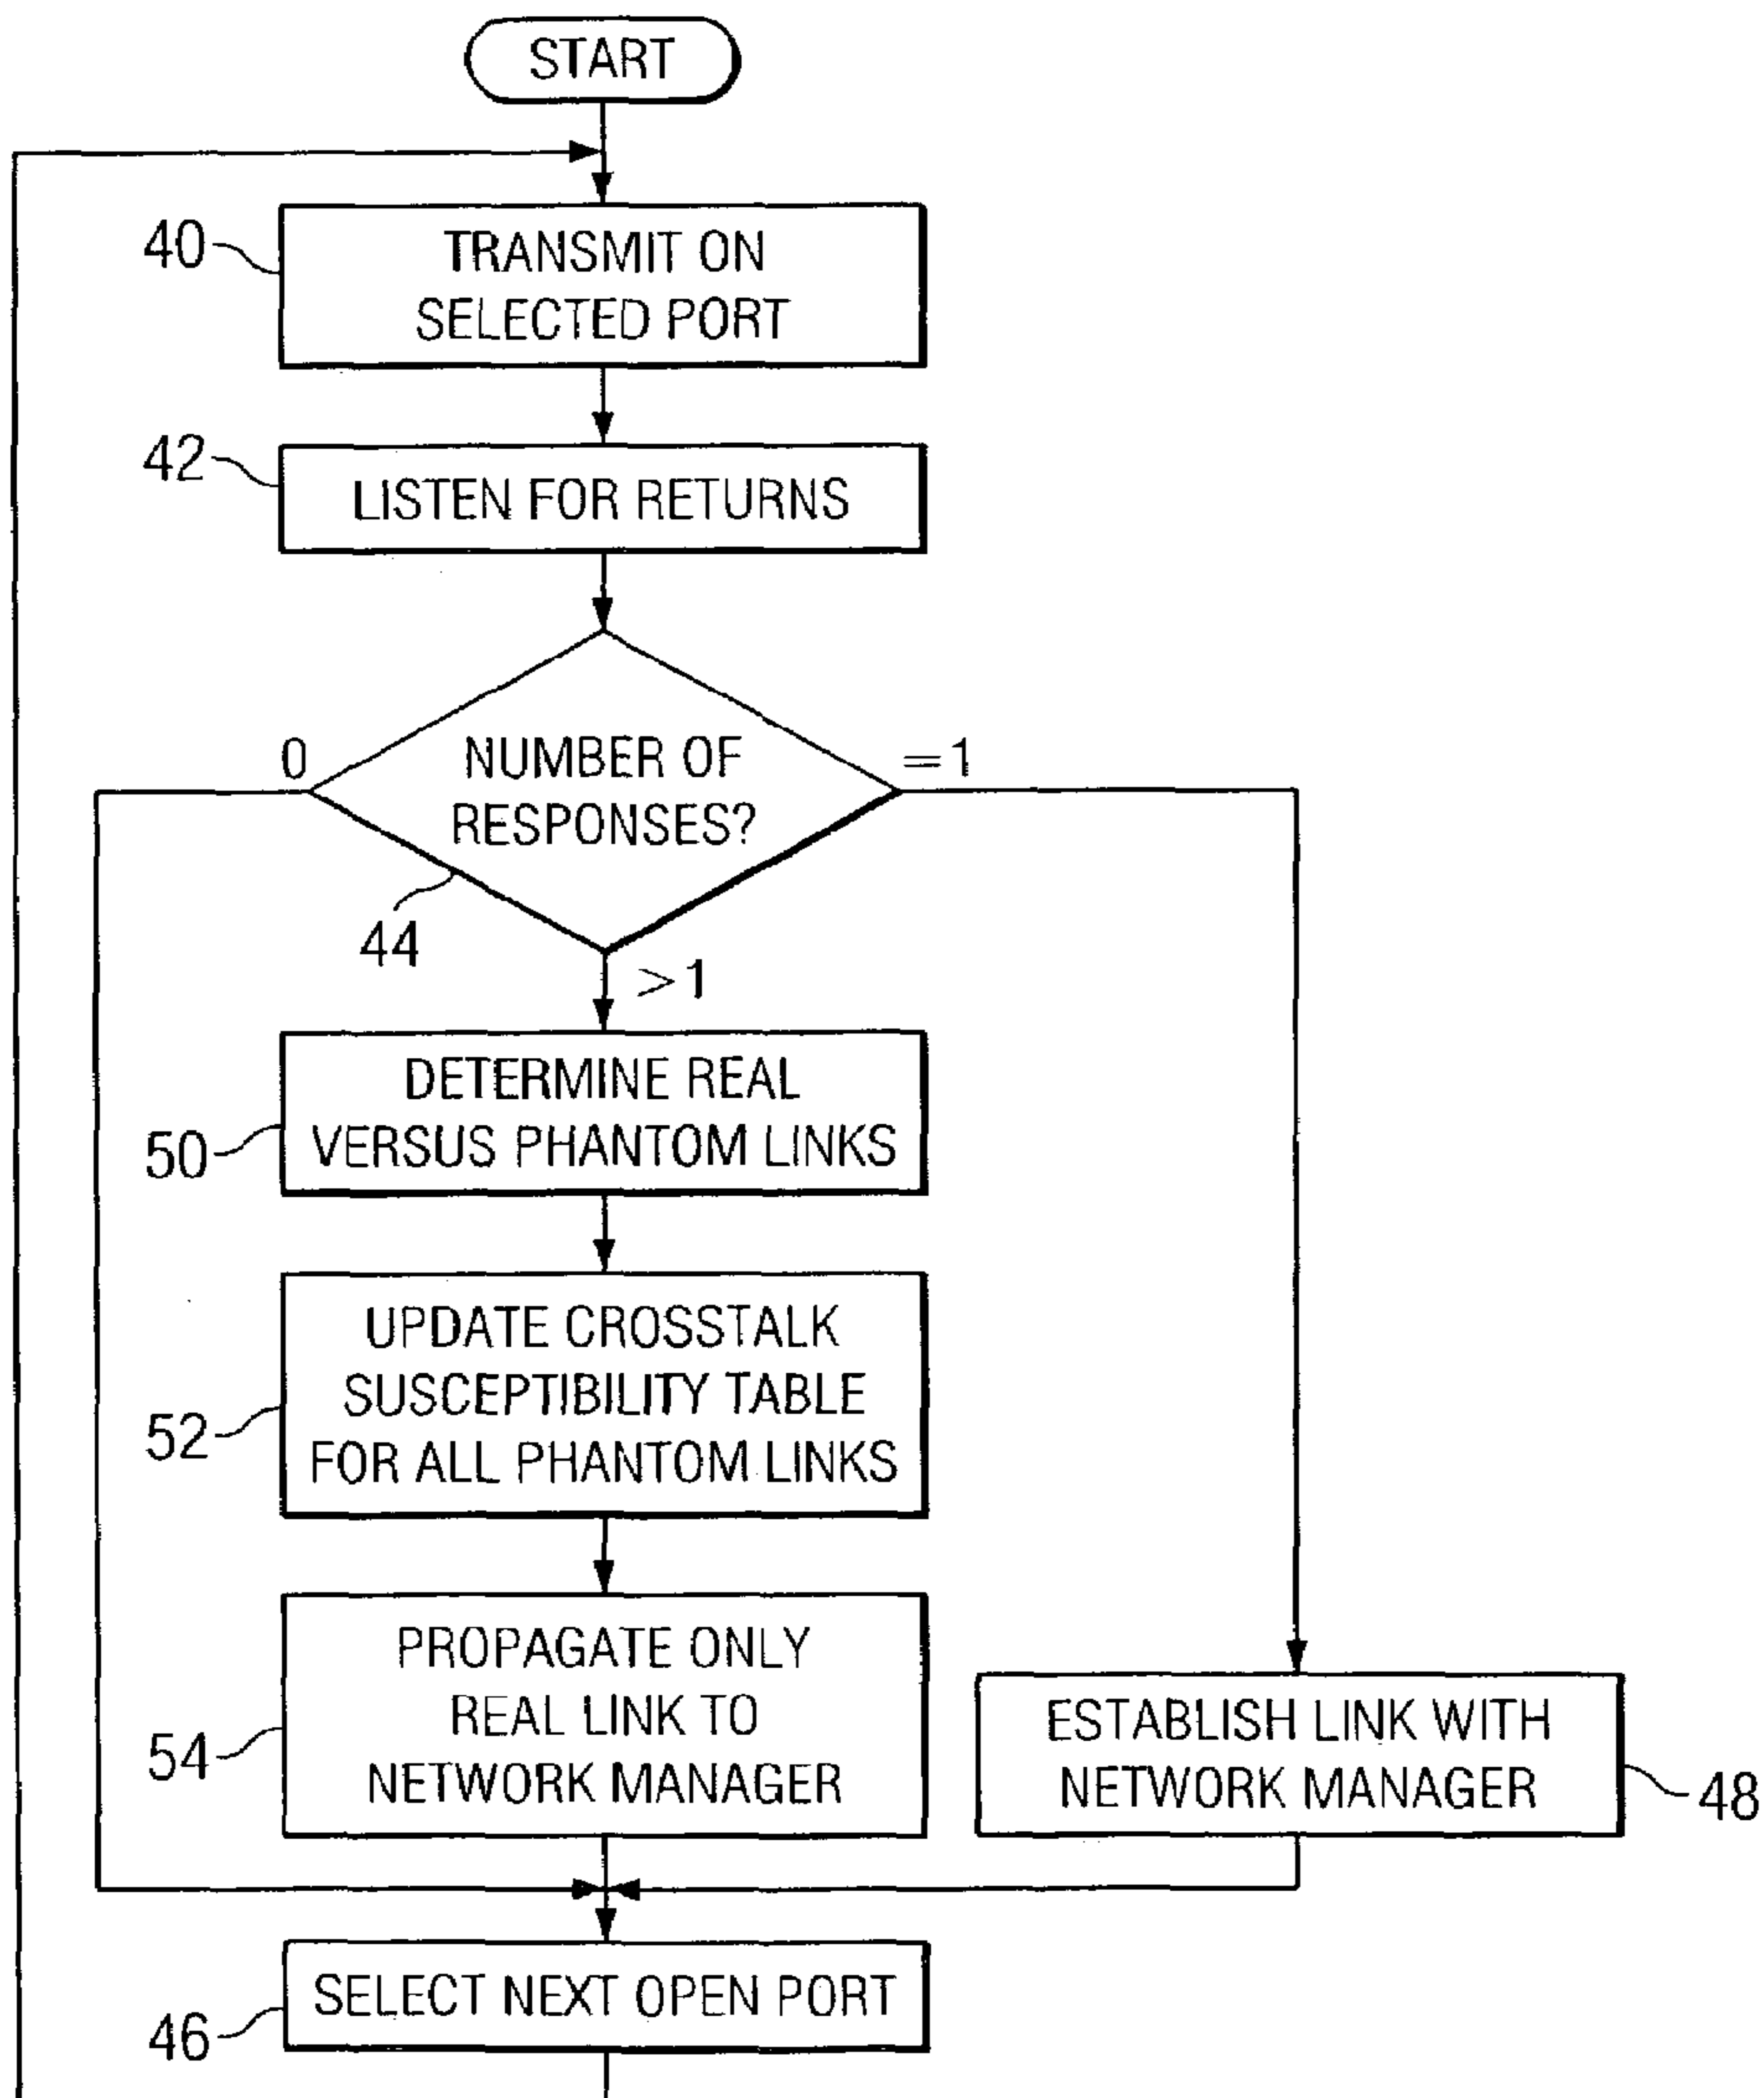 START
40
TRANSMIT ON
SELECTED PORT
42
LISTEN FOR RETURNS
0
NUMBER OF
RESPONSES?
=1
44
>1
50
DETERMINE REAL
VERSUS PHANTOM LINKS
52
UPDATE CROSSTALK
SUSCEPTIBILITY TABLE
FOR ALL PHANTOM LINKS
54
PROPAGATE ONLY
REAL LINK TO
NETWORK MANAGER
ESTABLISH LINK WITH
NETWORK MANAGER
48
46
SELECT NEXT OPEN PORT